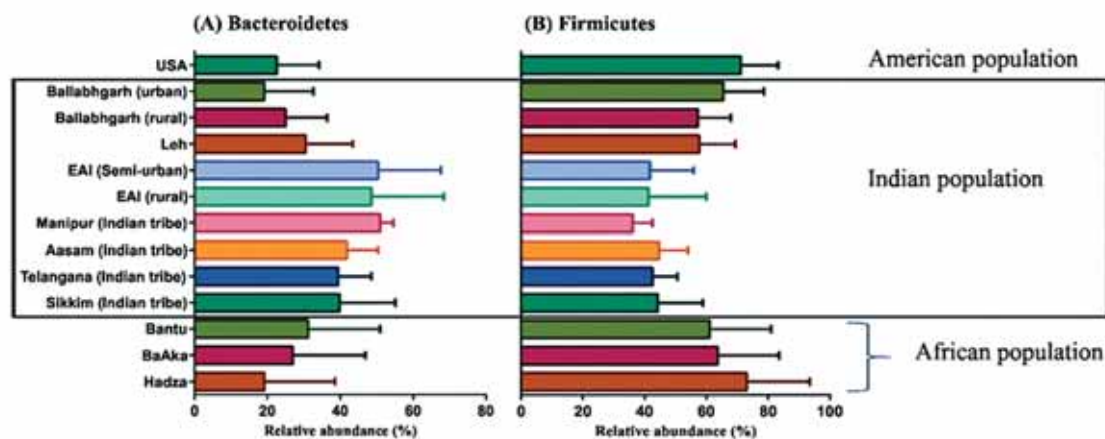 (A) Bacteroidetes
(B) Firmicutes
USA
American population
Ballabhgarh (urban)
Ballabhgarh (rural)
Leh
EAI (Semi-urban)
EAI (rural)
Indian population
Manipur (Indian tribe)
Aasam (Indian tribe)
Telangana (Indian tribe)
Sikkim (Indian tribe)
Bantu
BaAka
African population
Hadza
0 20 40 60 80
0 20 40 60 80 100
Relative abundance (%)
Relative abundance (%)